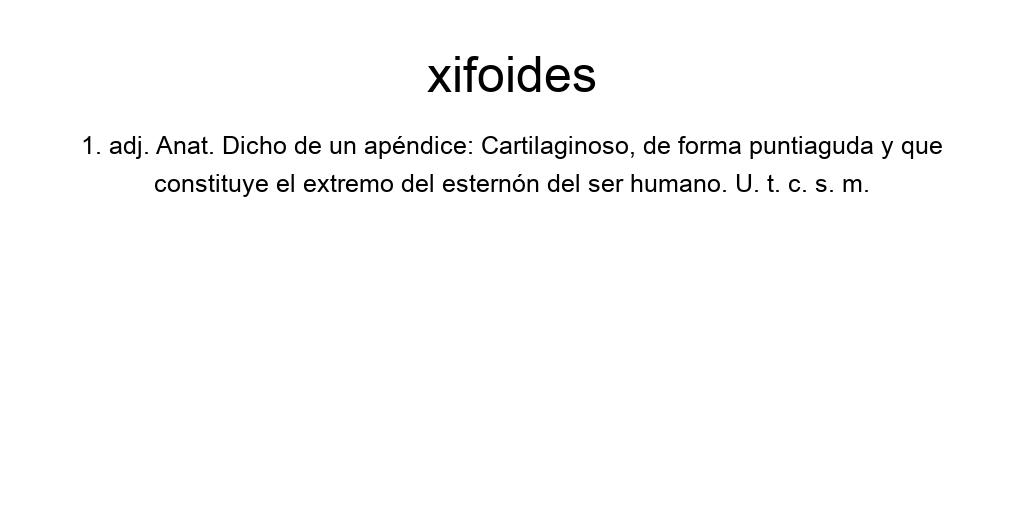 xifoides
1. adj. Anat. Dicho de un apéndice: Cartilaginoso, de forma puntiaguda y que
constituye el extremo del esternón del ser humano. U. t. c. s. m.